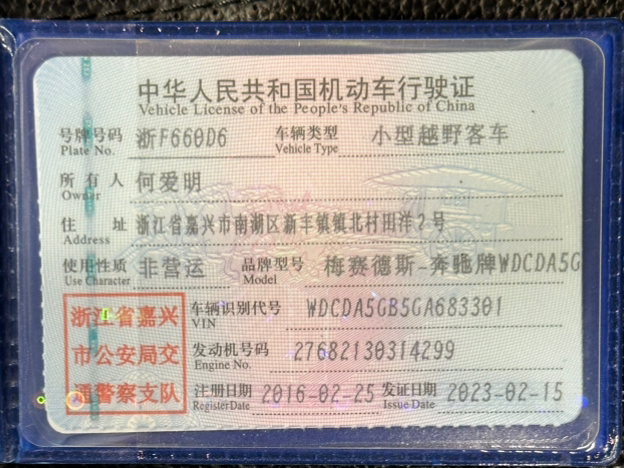 中华人民共和国机动车行驶证
Vehicle License of the People's Republic of China
号牌号码 浙F660D6 车辆类型 小型越野客车
Plate No. Vehicle Type
所有人 何爱明
Owner
住址 浙江省嘉兴市南湖区新丰镇镇北村田洋2号
Address
使用性质 非营运 品牌型号 梅赛德斯-奔驰牌WDCDA5G
Use Character Model
浙江省嘉兴 车辆识别代号 WDCDA5GB5GA683301
VIN
市公安局交 发动机号码 27682130314299
Engine No.
通警察支队 注册日期 2016-02-25 发证日期 2023-02-15
Register Date Issue Date